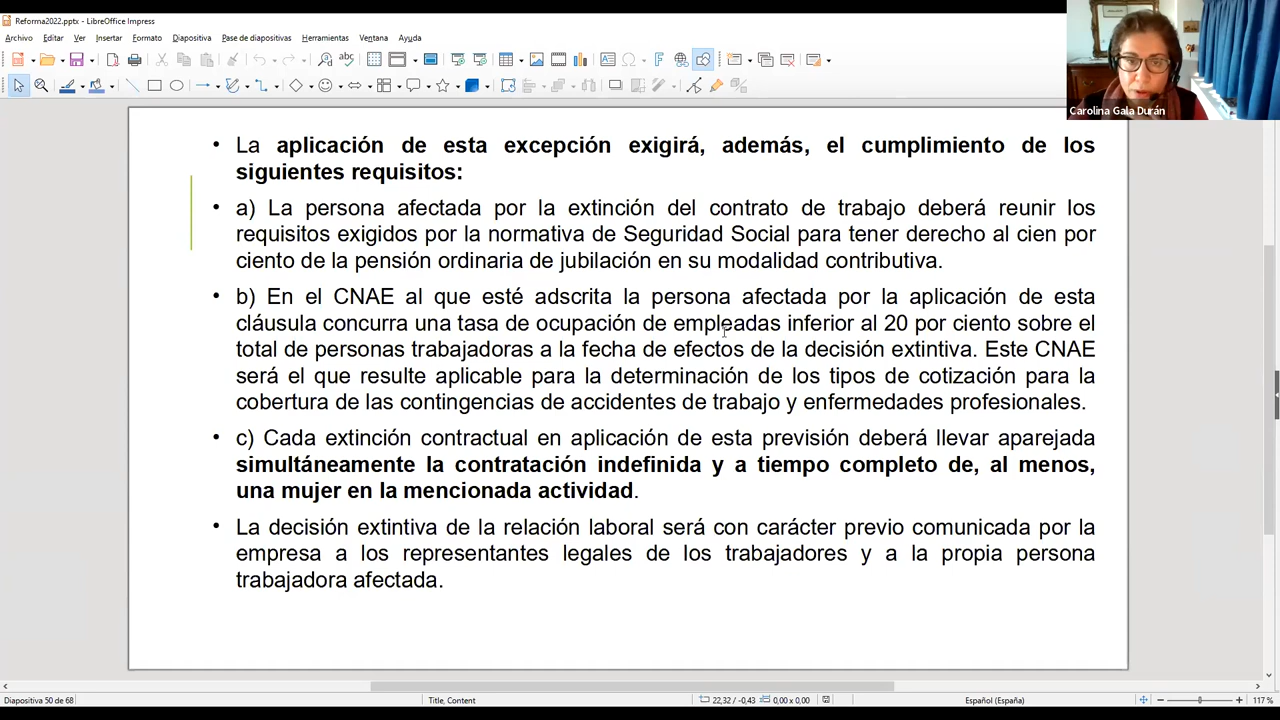 Reforma2022.pptx - LibreOffice Impress
Archivo Editar Ver Insertar Formato Diapositiva Pase de diapositivas Herramientas Ventana Ayuda
Carolina Gala Durán
• La aplicación de esta excepción exigirá, además, el cumplimiento de los
siguientes requisitos:
• a) La persona afectada por la extinción del contrato de trabajo deberá reunir los
requisitos exigidos por la normativa de Seguridad Social para tener derecho al cien por
ciento de la pensión ordinaria de jubilación en su modalidad contributiva.
• b) En el CNAE al que esté adscrita la persona afectada por la aplicación de esta
cláusula concurra una tasa de ocupación de empleadas inferior al 20 por ciento sobre el
total de personas trabajadoras a la fecha de efectos de la decisión extintiva. Este CNAE
será el que resulte aplicable para la determinación de los tipos de cotización para la
cobertura de las contingencias de accidentes de trabajo y enfermedades profesionales.
• c) Cada extinción contractual en aplicación de esta previsión deberá llevar aparejada
simultáneamente la contratación indefinida y a tiempo completo de, al menos,
una mujer en la mencionada actividad.
• La decisión extintiva de la relación laboral será con carácter previo comunicada por la
empresa a los representantes legales de los trabajadores y a la propia persona
trabajadora afectada.
Diapositiva 50 de 68 Title, Content 22,32 / -0,43 0,00 x 0,00 Español (España) 117 %